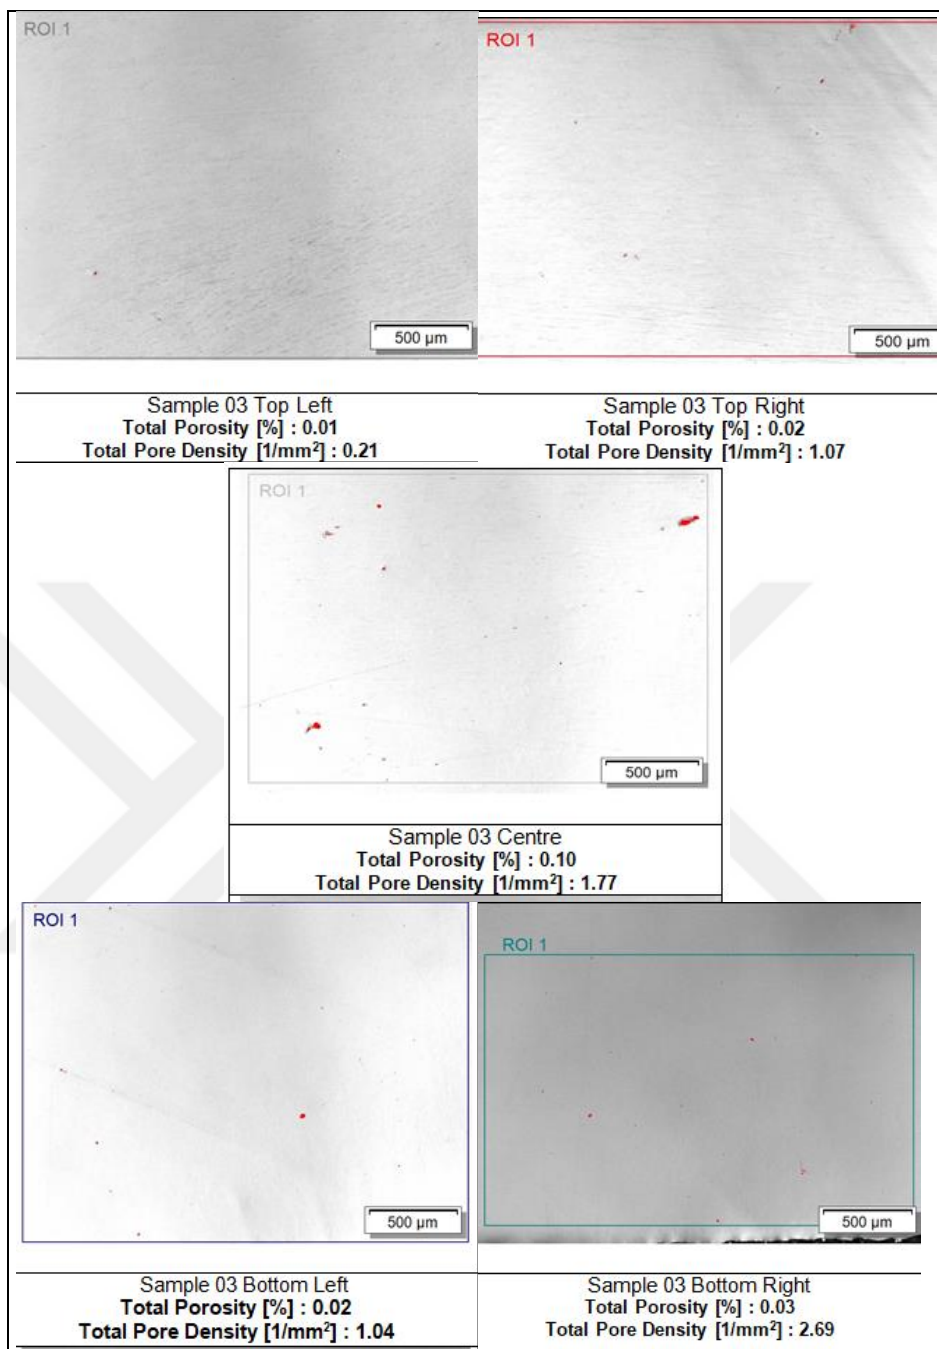 ROI 1
500 µm
Sample 03 Top Left
Total Porosity [%] : 0.01
Total Pore Density [1/mm²] : 0.21
ROI 1
500 µm
Sample 03 Top Right
Total Porosity [%] : 0.02
Total Pore Density [1/mm²] : 1.07
ROI 1
500 µm
Sample 03 Centre
Total Porosity [%] : 0.10
Total Pore Density [1/mm²] : 1.77
ROI 1
500 µm
Sample 03 Bottom Left
Total Porosity [%] : 0.02
Total Pore Density [1/mm²] : 1.04
ROI 1
500 µm
Sample 03 Bottom Right
Total Porosity [%] : 0.03
Total Pore Density [1/mm²] : 2.69